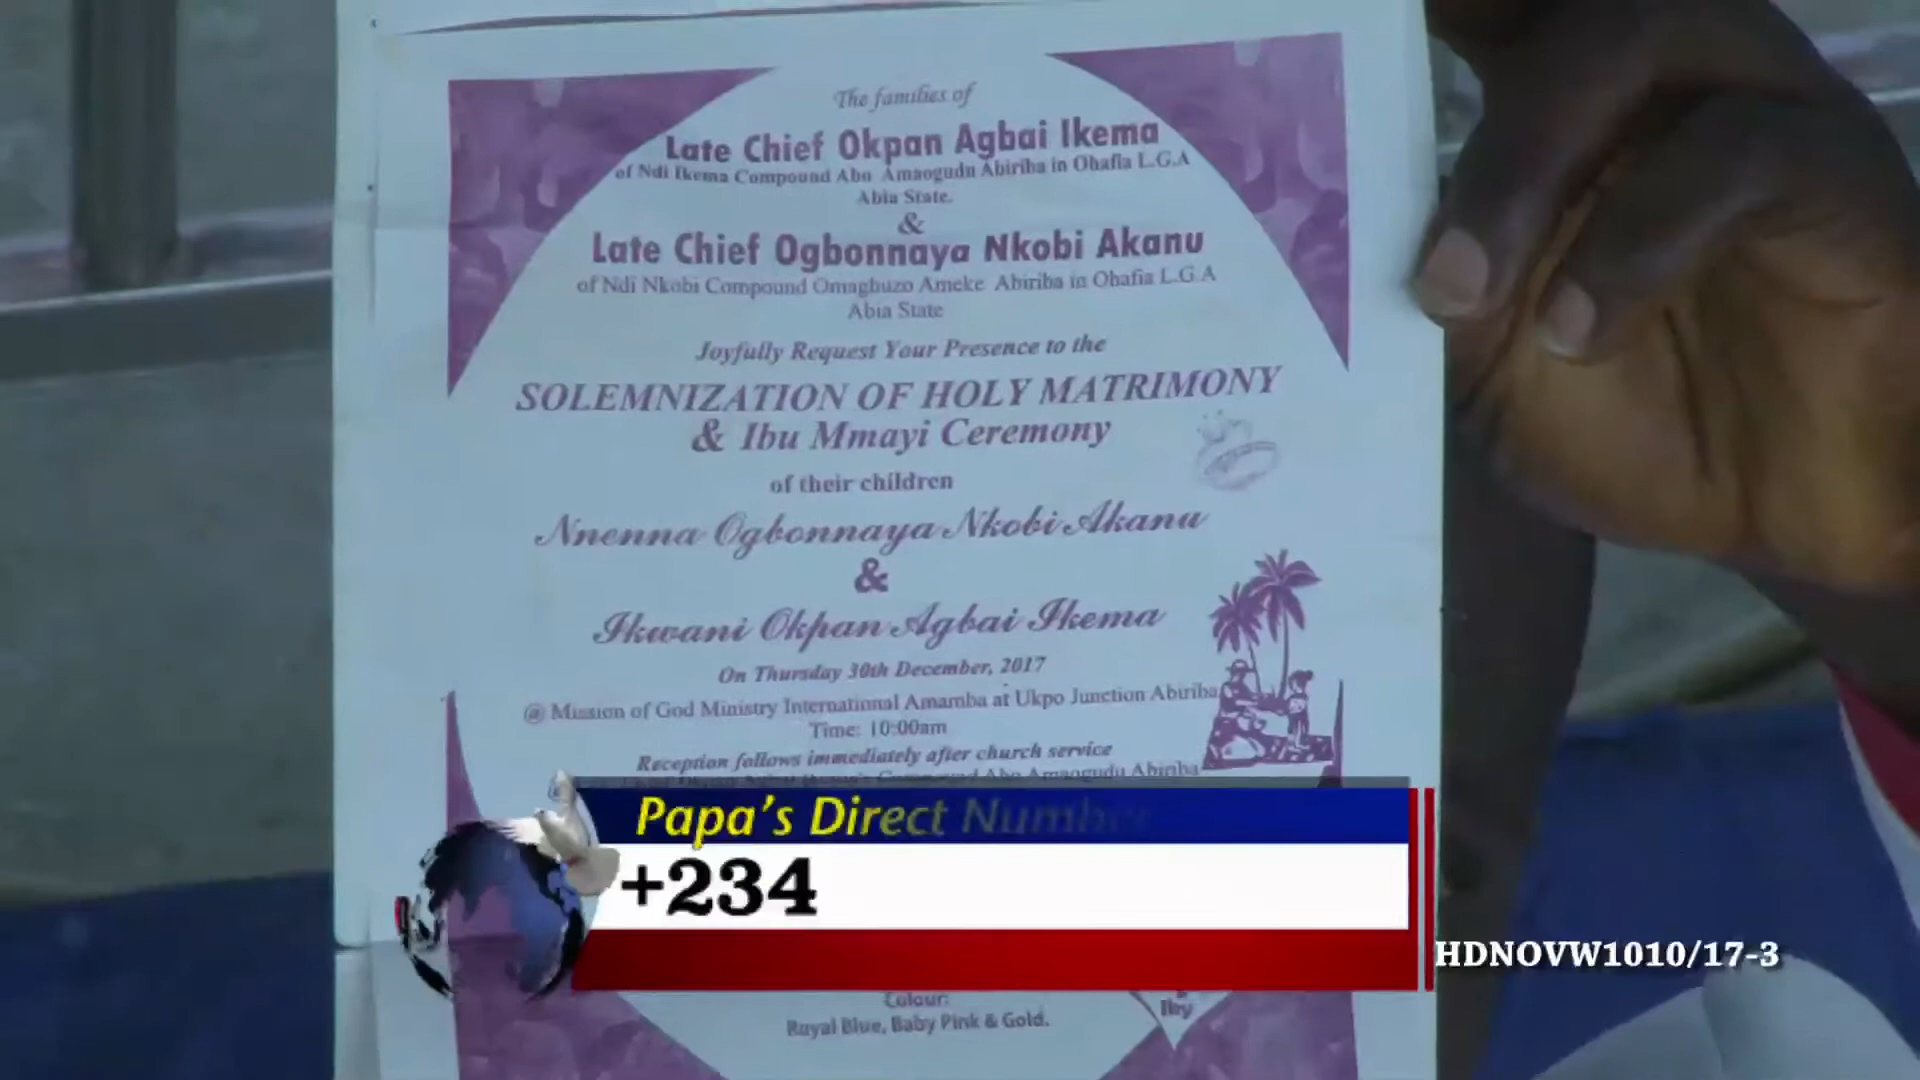 The families of
Late Chief Okpan Agbai Ikema
of Ndi Ikema Compound Abo Amaogudu Abiriba in Ohafia L.G.A
Abia State.
&
Late Chief Ogbonnaya Nkobi Akanu
of Ndi Nkobi Compound Omagbuzo Ameke Abiriba in Ohafia L.G.A
Abia State
Joyfully Request Your Presence to the
SOLEMNIZATION OF HOLY MATRIMONY
& Ibu Mmayi Ceremony
of their children
Nnenna Ogbonnaya Nkobi Akanu
&
Ikwani Okpan Agbai Ikema
On Thursday 30th December, 2017
@ Mission of God Ministry International Amamba at Ukpo Junction Abiriba
Time: 10:00am
Reception follows immediately after church service
Compound Abo Amaogudu Abiriba
Papa's Direct Number
+234
HDNOVW1010/17-3
Colour:
Royal Blue, Baby Pink & Gold.